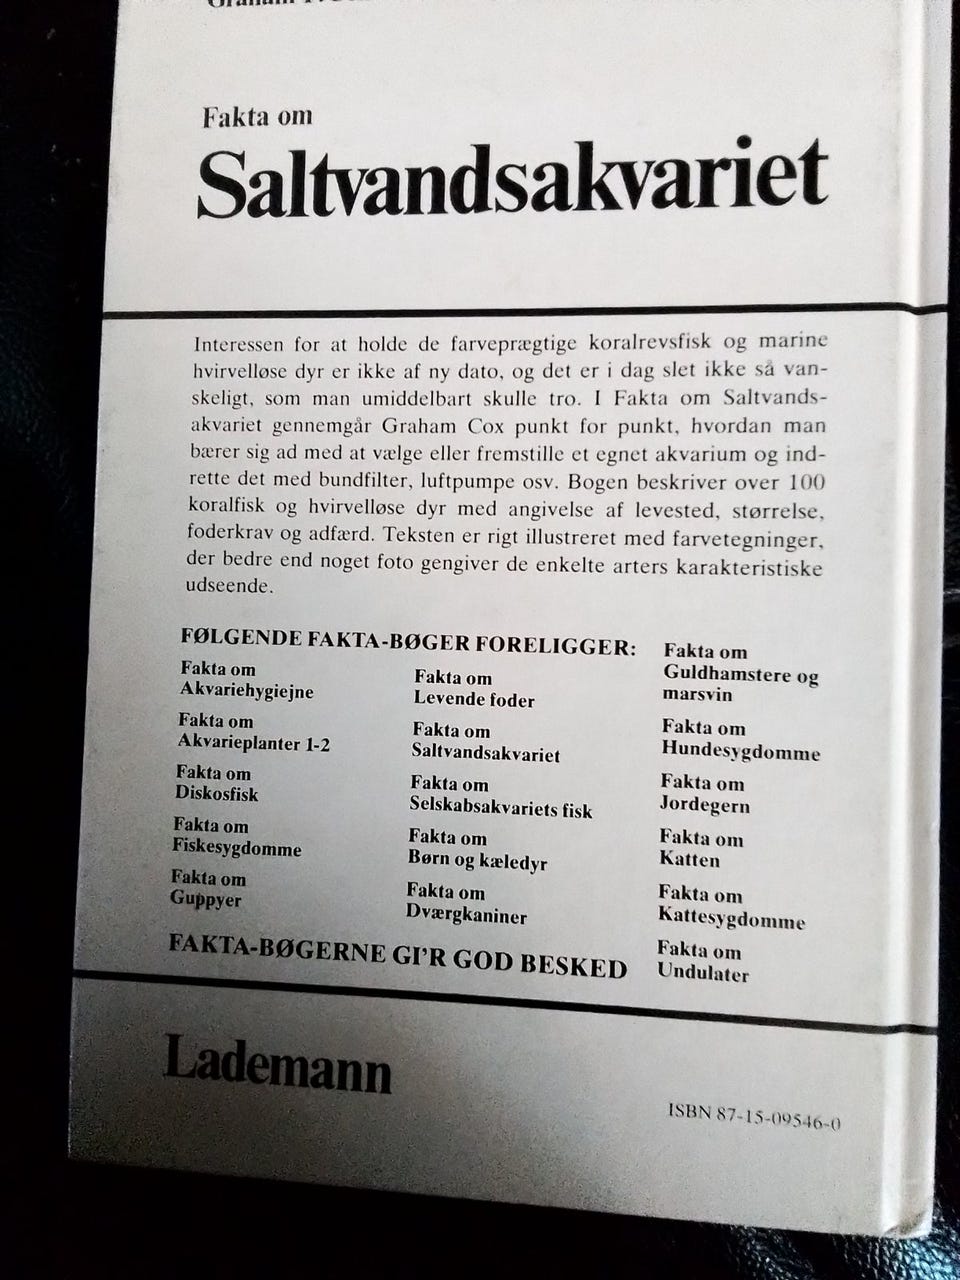 Graham
Fakta om
Saltvandsakvariet
Interessen for at holde de farveprægtige koralrevsfisk og marine
hvirvelløse dyr er ikke af ny dato, og det er i dag slet ikke så van-
skeligt, som man umiddelbart skulle tro. I Fakta om Saltvands-
akvariet gennemgår Graham Cox punkt for punkt, hvordan man
bærer sig ad med at vælge eller fremstille et egnet akvarium og ind-
rette det med bundfilter, luftpumpe osv. Bogen beskriver over 100
koralfisk og hvirvelløse dyr med angivelse af levested, størrelse,
foderkrav og adfærd. Teksten er rigt illustreret med farvetegninger,
der bedre end noget foto gengiver de enkelte arters karakteristiske
udseende.
FØLGENDE FAKTA-BØGER FORELIGGER:
Fakta om
Akvariehygiejne
Fakta om
Akvarieplanter 1-2
Fakta om
Diskosfisk
Fakta om
Fiskesygdomme
Fakta om
Guppyer
Fakta om
Levende foder
Fakta om
Saltvandsakvariet
Fakta om
Selskabsakvariets fisk
Fakta om
Børn og kæledyr
Fakta om
Dværgkaniner
Fakta om
Guldhamstere og
marsvin
Fakta om
Hundesygdomme
Fakta om
Jordegern
Fakta om
Katten
Fakta om
Kattesygdomme
Fakta om
Undulater
FAKTA-BØGERNE GI'R GOD BESKED
Lademann
ISBN 87-15-09546-0